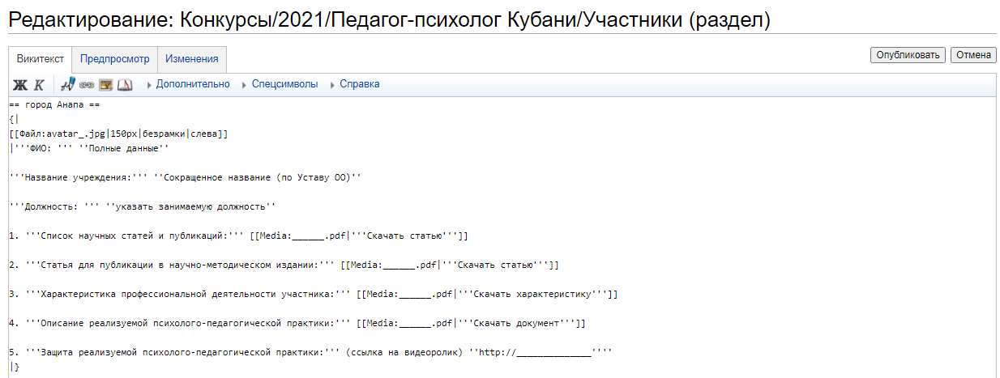 Редактирование: Конкурсы/2021/Педагог-психолог Кубани/Участники (раздел)
Викитекст Предпросмотр Изменения Опубликовать Отмена
Ж К Дополнительно Спецсимволы Справка
== город Анапа ==
{|
[[Файл:avatar_.jpg|150px|безрамки|слева]]
|'''ФИО: ''' ''Полные данные''
'''Название учреждения:''' ''Сокращенное название (по Уставу ОО)''
'''Должность: ''' ''указать занимаемую должность''
1. '''Список научных статей и публикаций:''' [[Media:______.pdf|'''Скачать статью''']]
2. '''Статья для публикации в научно-методическом издании:''' [[Media:______.pdf|'''Скачать статью''']]
3. '''Характеристика профессиональной деятельности участника:''' [[Media:______.pdf|'''Скачать характеристику''']]
4. '''Описание реализуемой психолого-педагогической практики:''' [[Media:______.pdf|'''Скачать документ''']]
5. '''Защита реализуемой психолого-педагогической практики:''' (ссылка на видеоролик) ''http://______________''''
|}